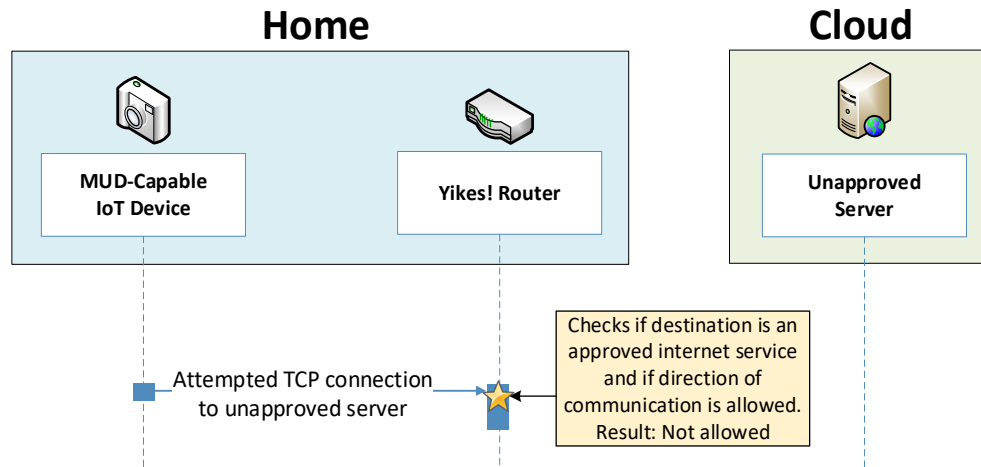 Home
Cloud
MUD-Capable
IoT Device
Yikes! Router
Unapproved
Server
Attempted TCP connection
to unapproved server
Checks if destination is an
approved internet service
and if direction of
communication is allowed.
Result: Not allowed